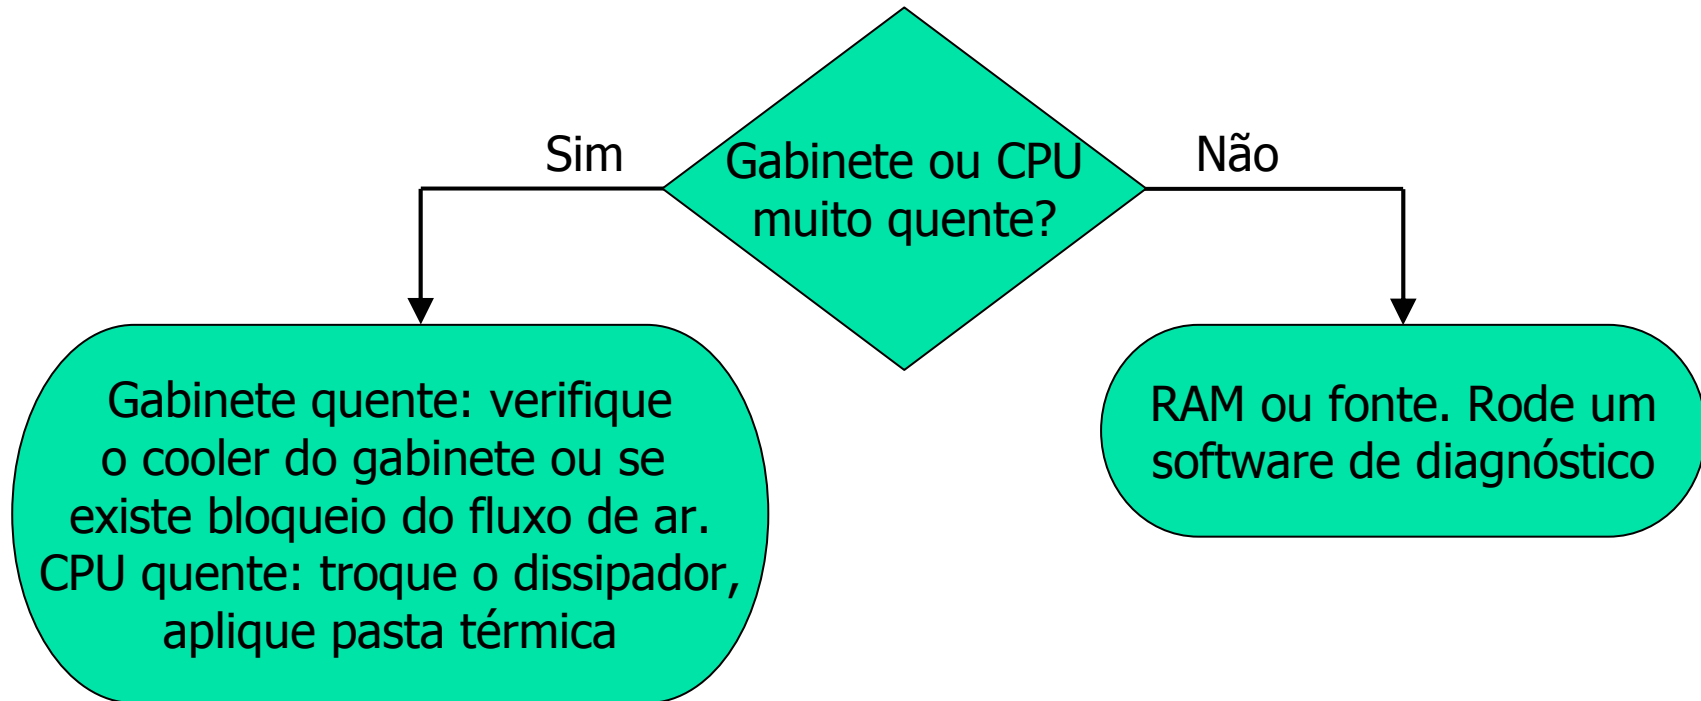 Sim
Gabinete ou CPU
muito quente?
Não
Gabinete quente: verifique
o cooler do gabinete ou se
existe bloqueio do fluxo de ar.
CPU quente: troque o dissipador,
aplique pasta térmica
RAM ou fonte. Rode um
software de diagnóstico